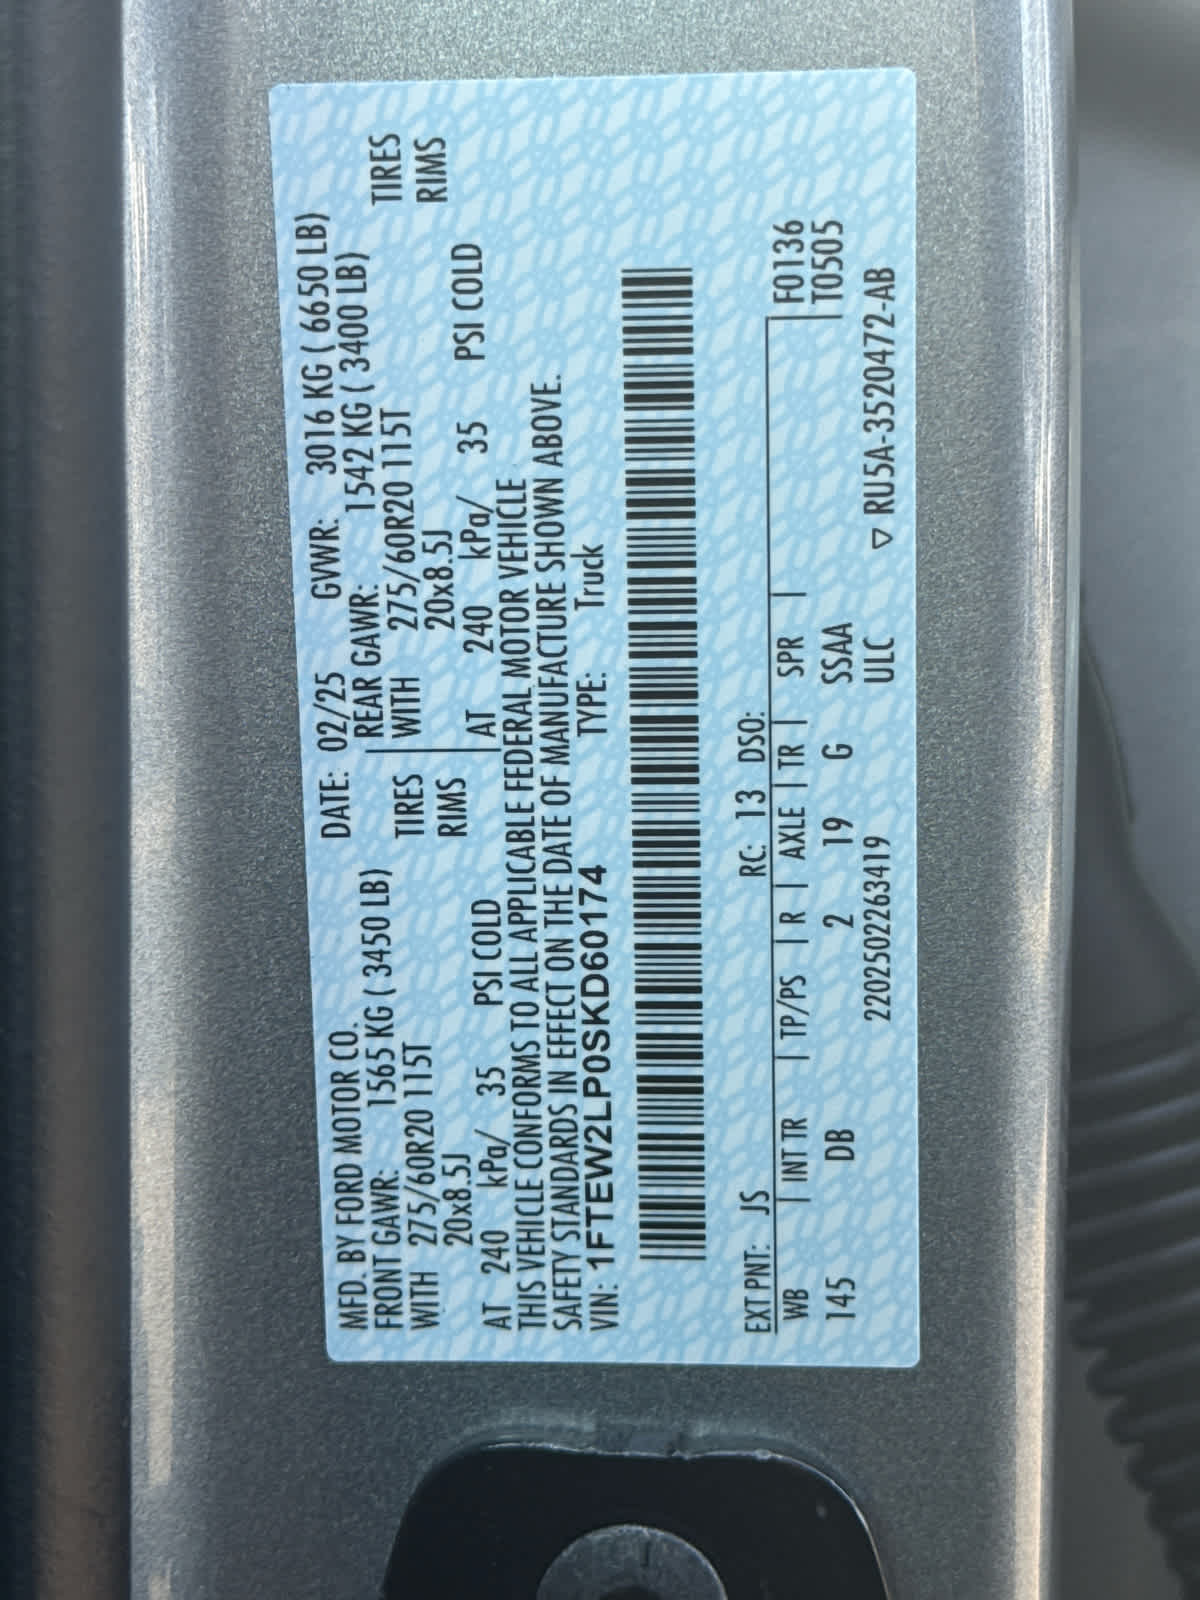 MFD. BY FORD MOTOR CO. DATE: 02/25 GVWR: 3016 KG ( 6650 LB)
FRONT GAWR: 1565 KG ( 3450 LB) REAR GAWR: 1542 KG ( 3400 LB)
WITH 275/60R20 115T TIRES WITH 275/60R20 115T TIRES
20x8.5J RIMS 20x8.5J RIMS
AT 240 kPa/ 35 PSI COLD AT 240 kPa/ 35 PSI COLD
THIS VEHICLE CONFORMS TO ALL APPLICABLE FEDERAL MOTOR VEHICLE
SAFETY STANDARDS IN EFFECT ON THE DATE OF MANUFACTURE SHOWN ABOVE.
VIN: 1FTEW2LP0SKD60174 TYPE: Truck
EXT PNT: JS RC: 13 DSO:
WB | INT TR | TP/PS | R | AXLE | TR | SPR | F0136
145 DB 2 19 G SSAA T0505
2202502263419 ULC ▽ RU5A-3520472-AB